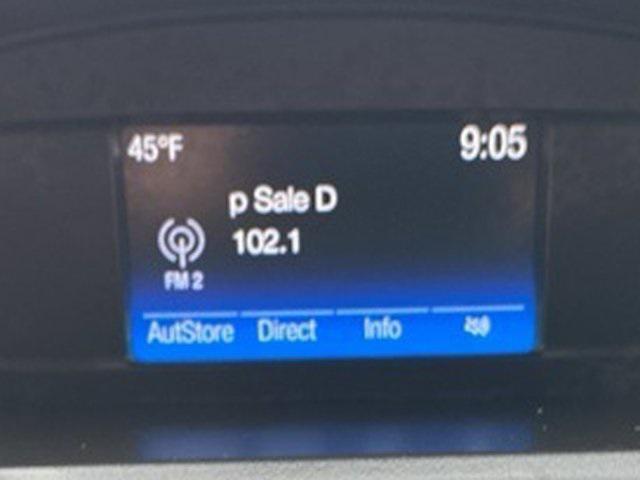 45°F 9:05
p Sale D
102.1
FM 2
AutStore Direct Info